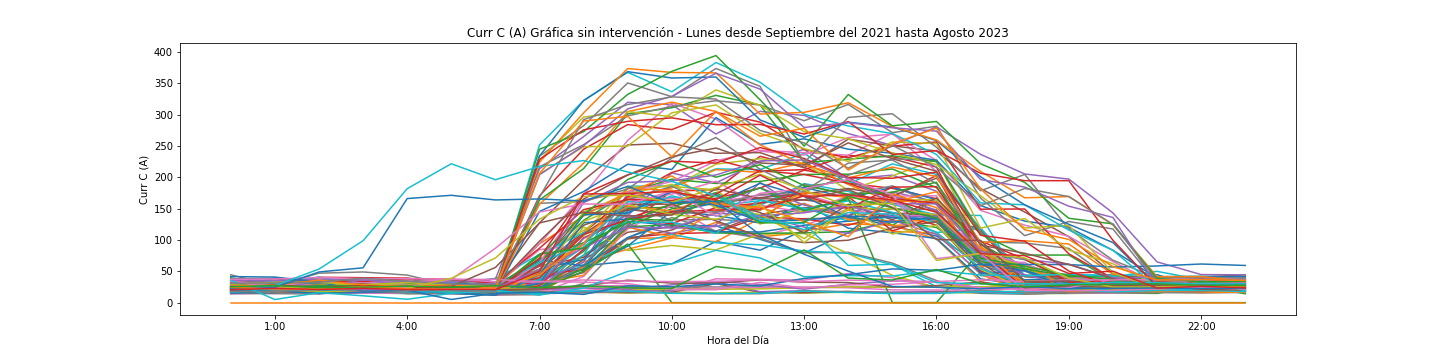 Curr C (A) Gráfica sin intervención - Lunes desde Septiembre del 2021 hasta Agosto 2023
Curr C (A)
400
350
300
250
200
150
100
50
0
1:00 4:00 7:00 10:00 13:00 16:00 19:00 22:00
Hora del Día